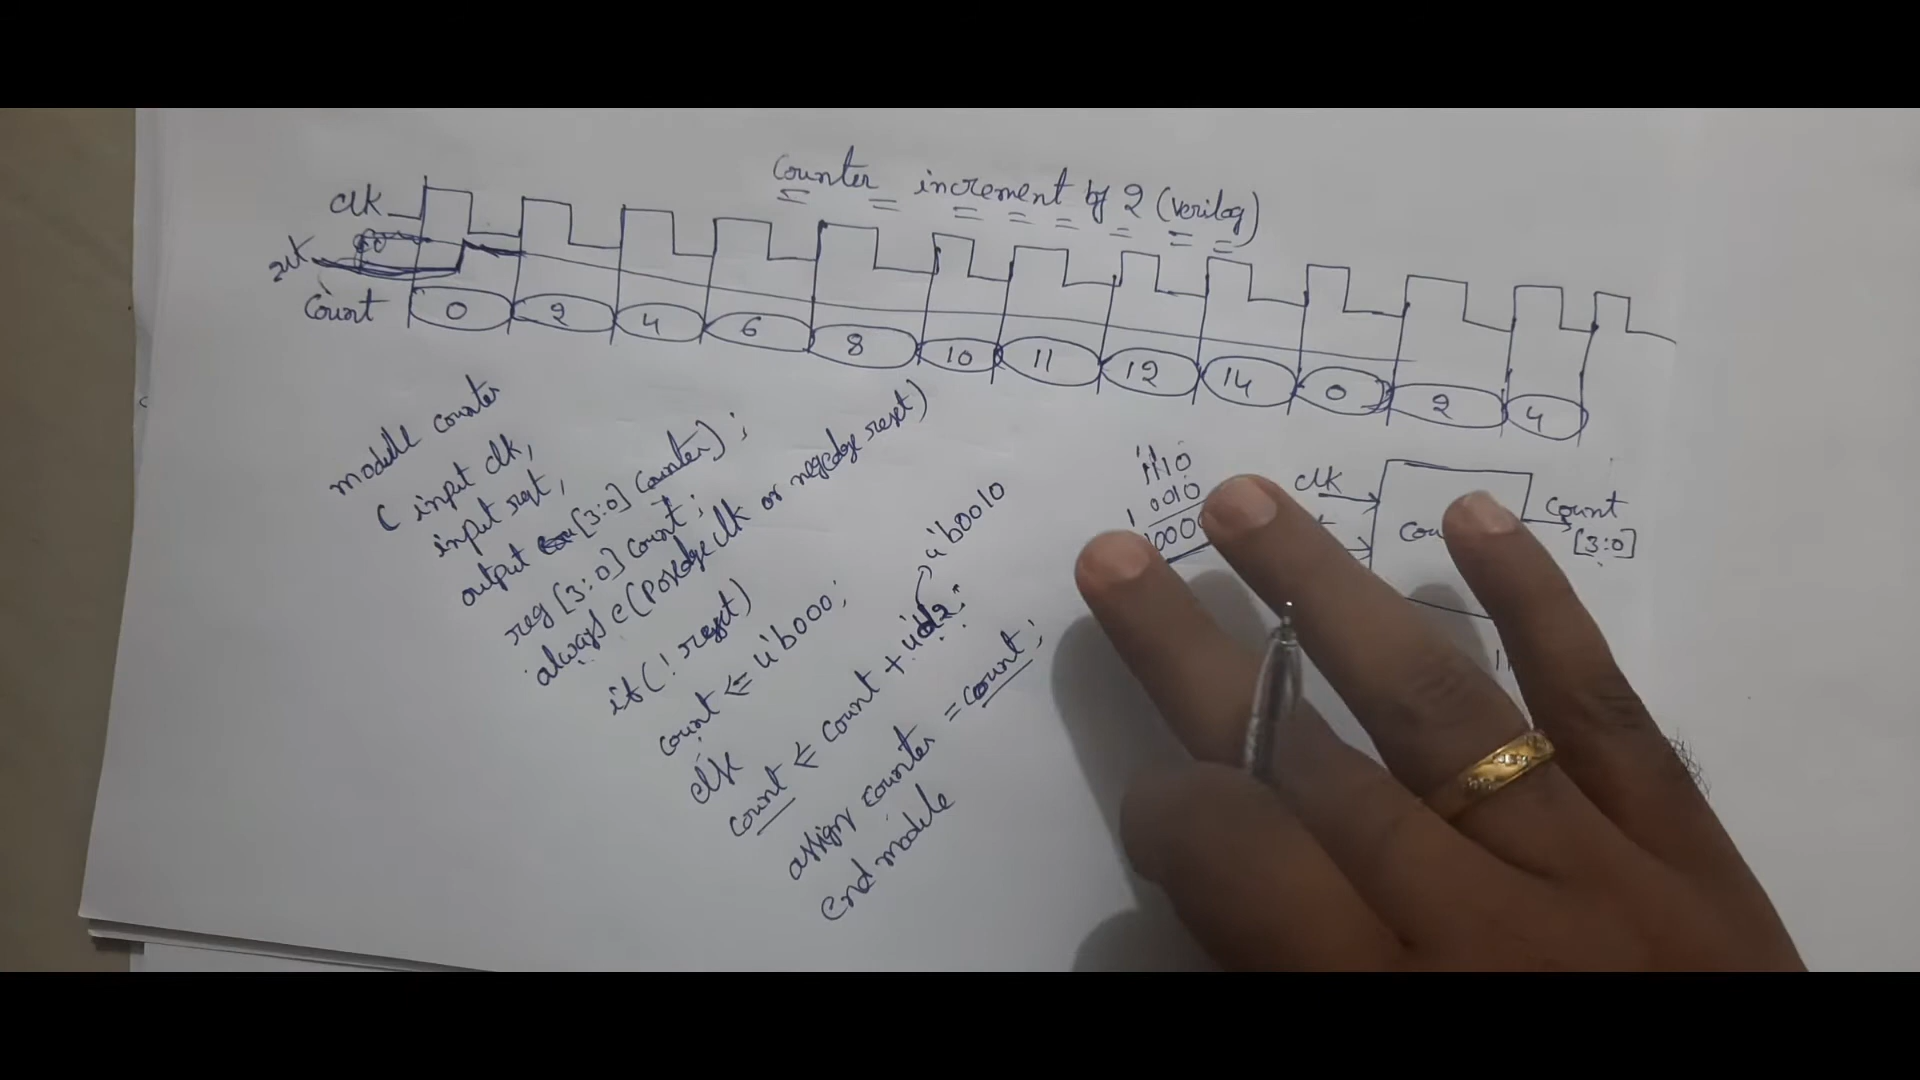 Counter increment by 2 (verilog)
clk
Count
0 2 4 6 8 10 11 12 14 0 2 4
module counter
( input clk,
input reset,
output [3:0] counter) ;
reg [3:0] count ;
always @(posedge clk or negedge reset)
if (! reset)
count <= 4'b000;
else
count <= count + 4'd2;
4'b0010
assign counter = count;
end module
1110
0010
1
0000
clk
Count
[3:0]